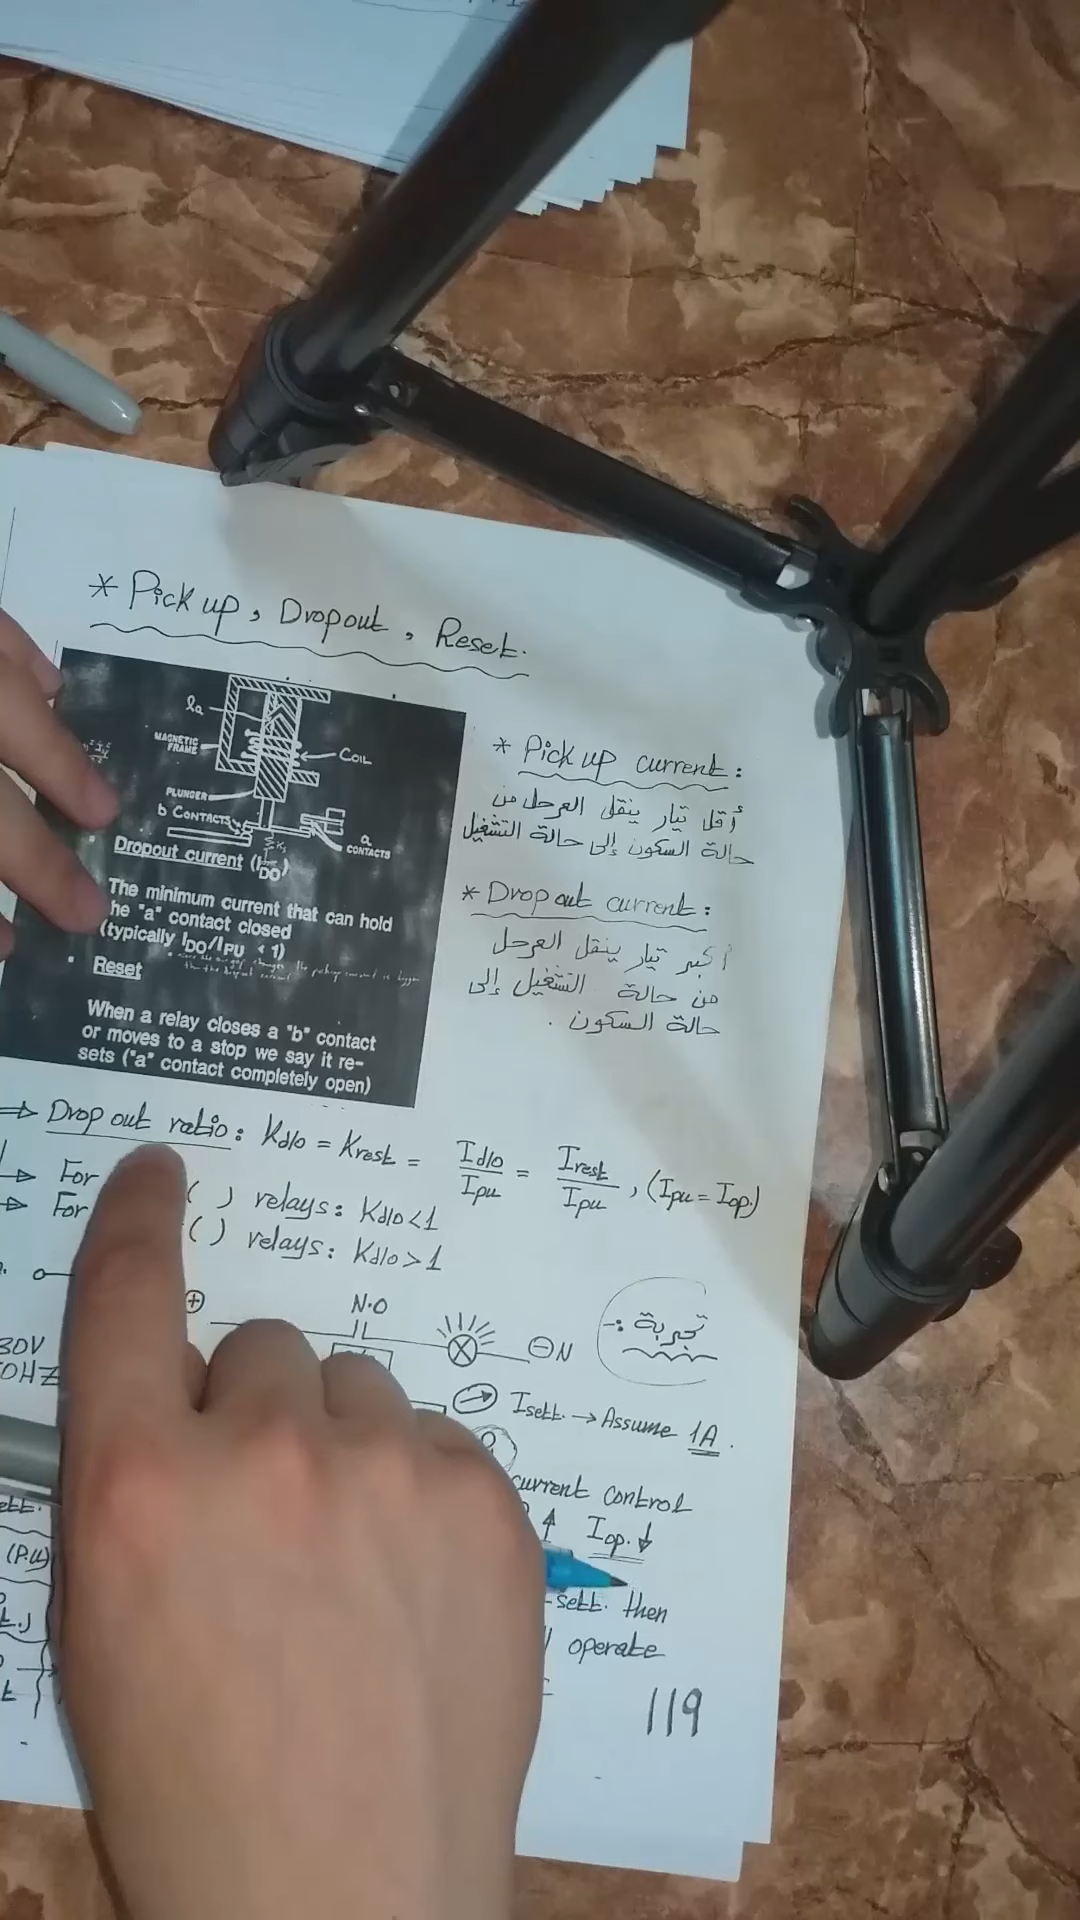 * Pick up, Dropout, Reset.
la
MAGNETIC
FRAME
COIL
PLUNGER
b CONTACTS
a
CONTACTS
Dropout current (IDO)
The minimum current that can hold
he "a" contact closed
(typically IDO/IPU < 1)
Reset
When a relay closes a "b" contact
or moves to a stop we say it re-
sets ("a" contact completely open)
* Pick up current:
أقل تيار ينقل المرحل من
حالة السكون إلى حالة التشغيل
* Drop out current:
أكبر تيار ينقل المرحل
من حالة التشغيل إلى
حالة السكون.
⇒ Drop out ratio: Kd/o = Krest = Id/o/Ipu = Irest/Ipu, (Ipu = Iop.)
→ For ( ) relays: Kd/o<1
→ For ( ) relays: Kd/o>1
⊕ N.O ⊖N
تجربة :-
30V
0HZ
Isett. → Assume 1A.
current control
↑ Iop. ↓
sett. then
operate
(P.u)
119